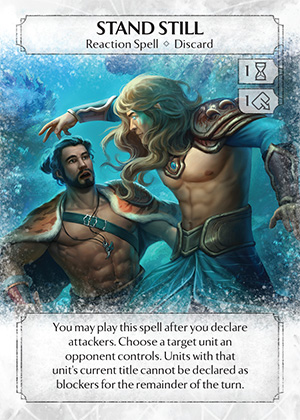 STAND STILL
Reaction Spell ⟡ Discard
1
1
You may play this spell after you declare
attackers. Choose a target unit an
opponent controls. Units with that
unit's current title cannot be declared as
blockers for the remainder of the turn.